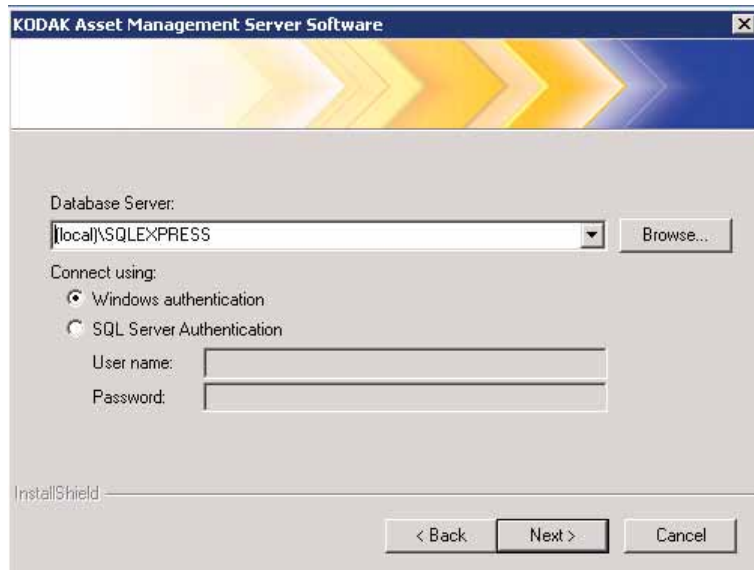 KODAK Asset Management Server Software
Database Server:
(local)\SQLEXPRESS
Browse...
Connect using:
Windows authentication
SQL Server Authentication
User name:
Password:
InstallShield
< Back
Next >
Cancel